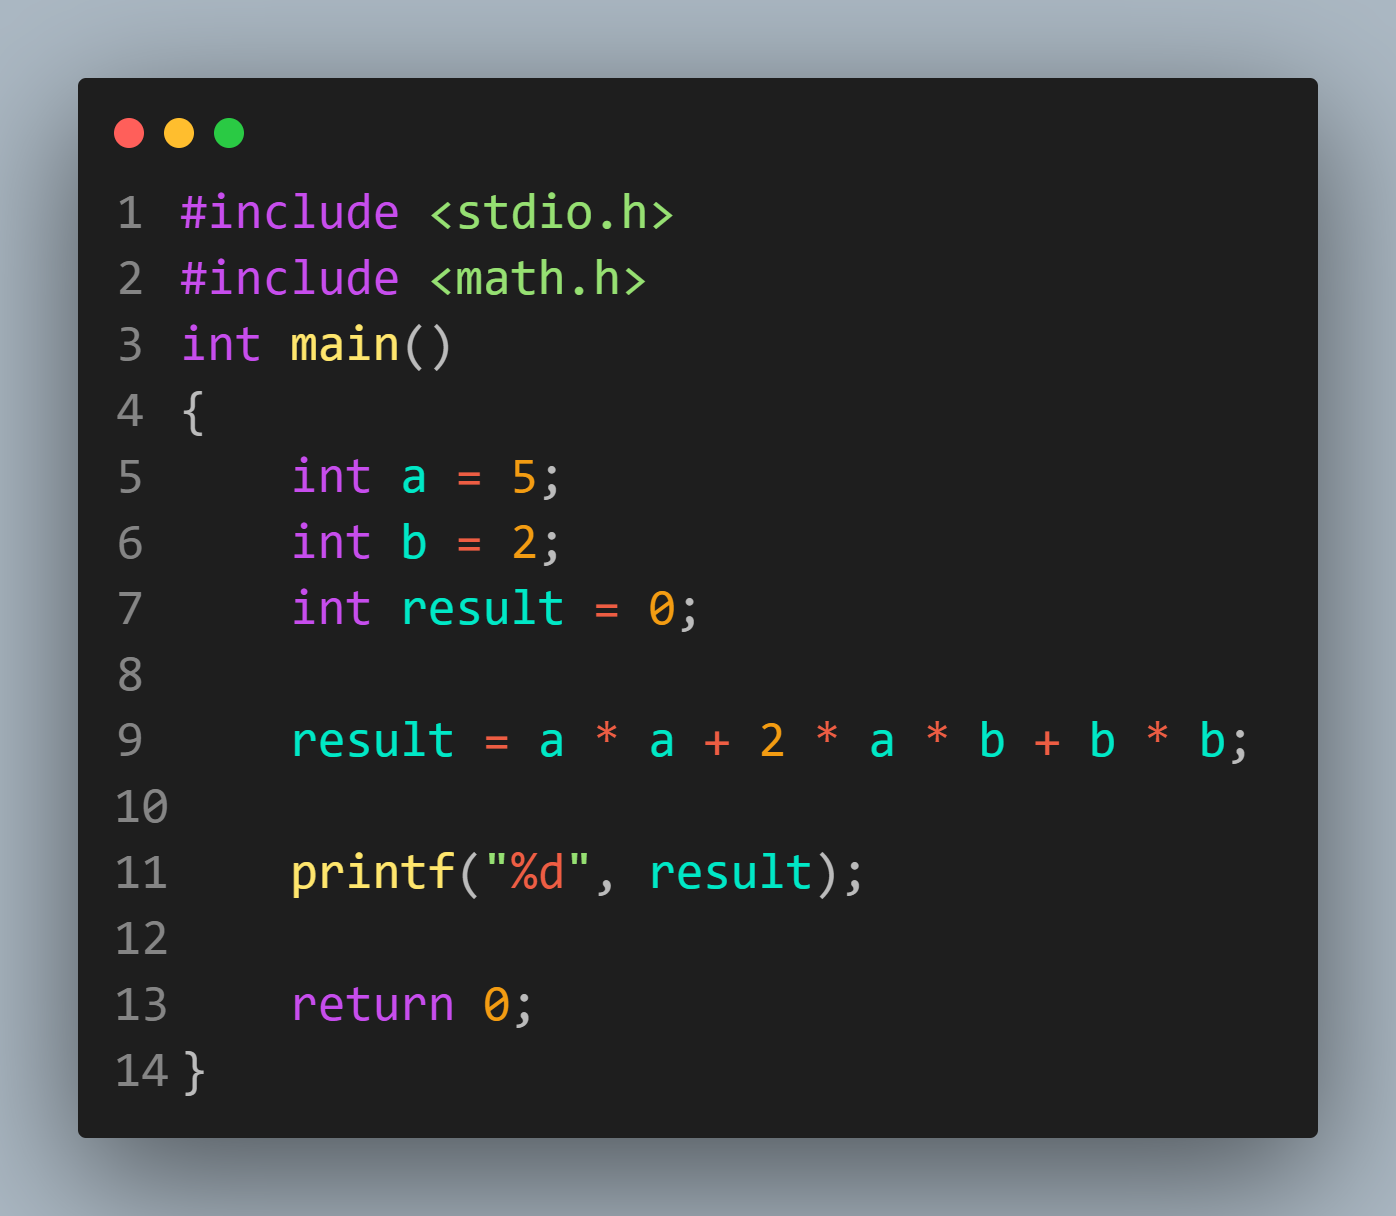 1 #include <stdio.h>
2 #include <math.h>
3 int main()
4 {
5     int a = 5;
6     int b = 2;
7     int result = 0;
8
9     result = a * a + 2 * a * b + b * b;
10
11     printf("%d", result);
12
13     return 0;
14 }